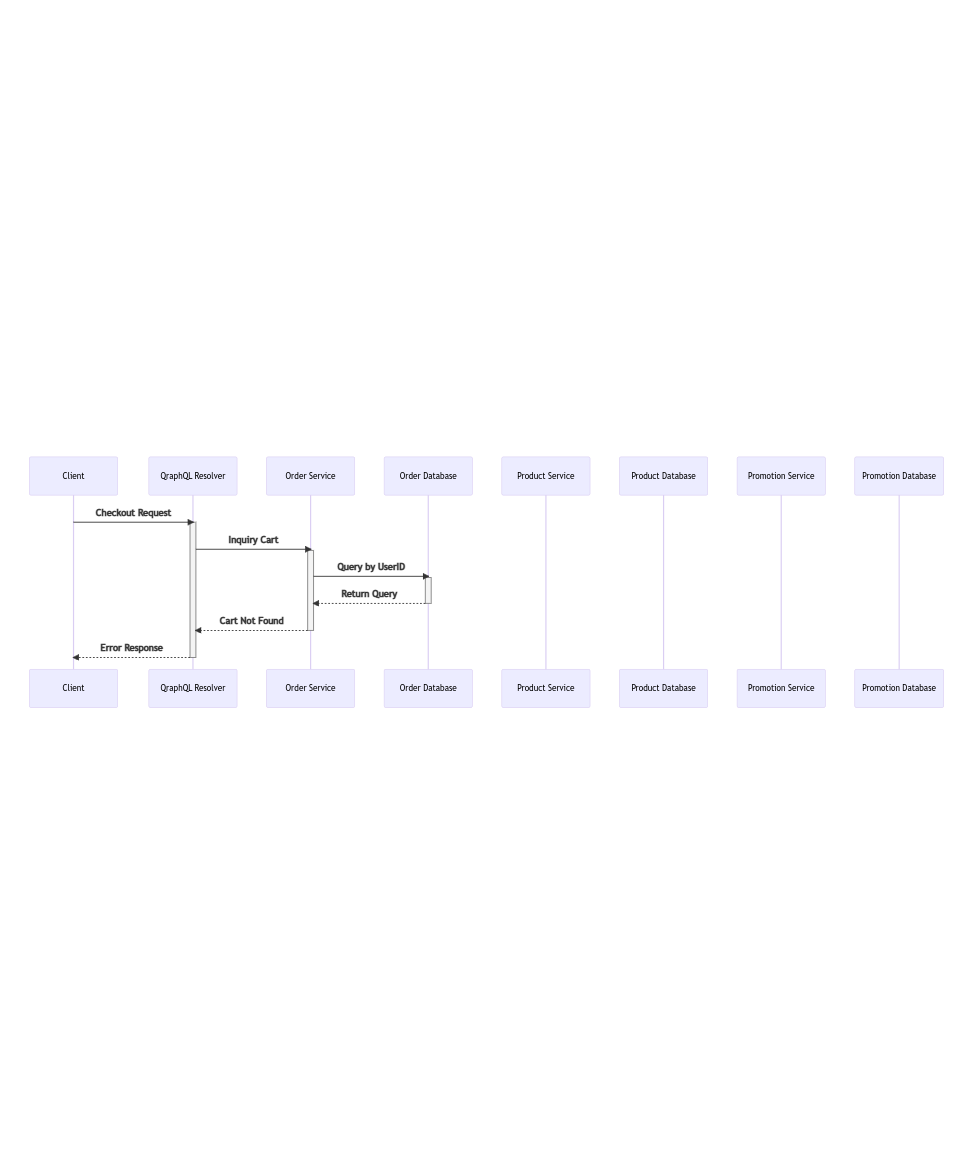 Client
QraphQL Resolver
Order Service
Order Database
Product Service
Product Database
Promotion Service
Promotion Database
Checkout Request
Inquiry Cart
Query by UserID
Return Query
Cart Not Found
Error Response
Client
QraphQL Resolver
Order Service
Order Database
Product Service
Product Database
Promotion Service
Promotion Database